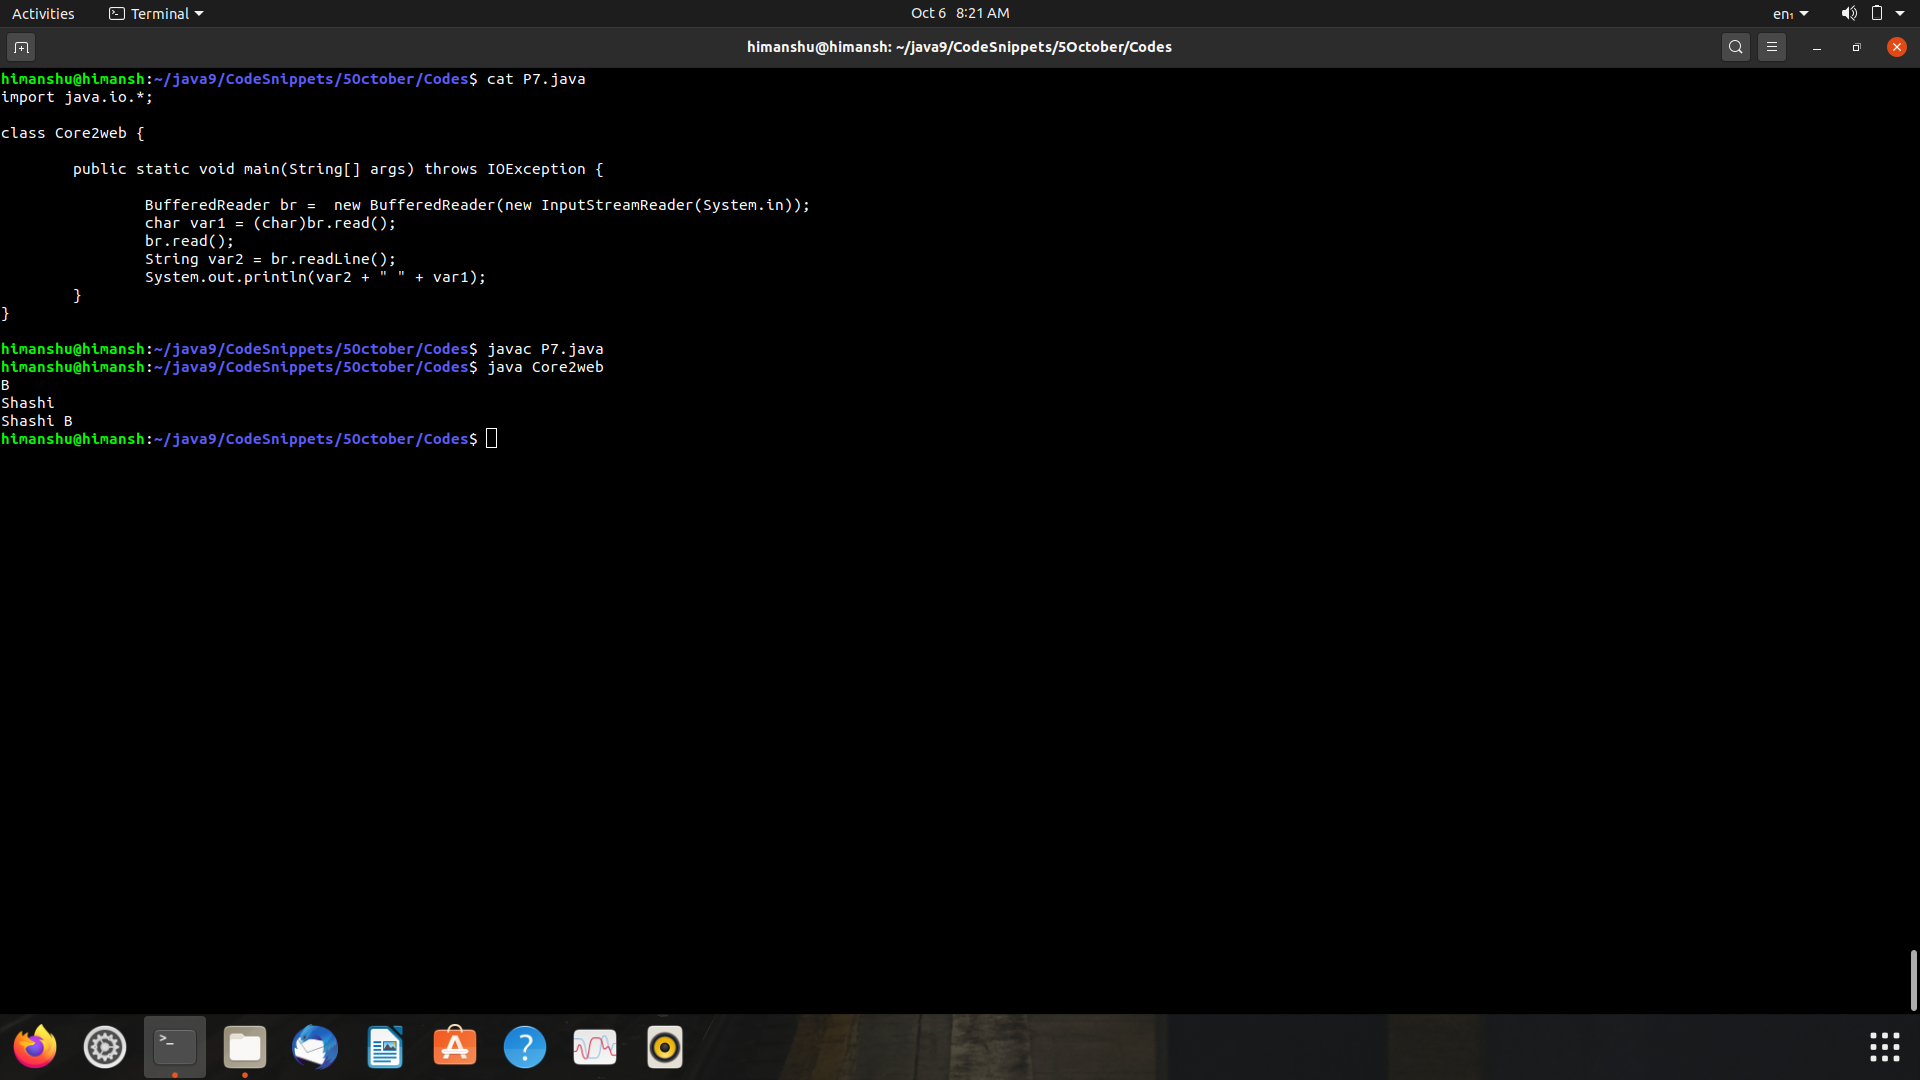 Activities Terminal Oct 6 8:21 AM en₁
himanshu@himansh: ~/java9/CodeSnippets/5October/Codes
himanshu@himansh:~/java9/CodeSnippets/5October/Codes$ cat P7.java
import java.io.*;
class Core2web {
public static void main(String[] args) throws IOException {
BufferedReader br =  new BufferedReader(new InputStreamReader(System.in));
char var1 = (char)br.read();
br.read();
String var2 = br.readLine();
System.out.println(var2 + " " + var1);
}
}
himanshu@himansh:~/java9/CodeSnippets/5October/Codes$ javac P7.java
himanshu@himansh:~/java9/CodeSnippets/5October/Codes$ java Core2web
B
Shashi
Shashi B
himanshu@himansh:~/java9/CodeSnippets/5October/Codes$